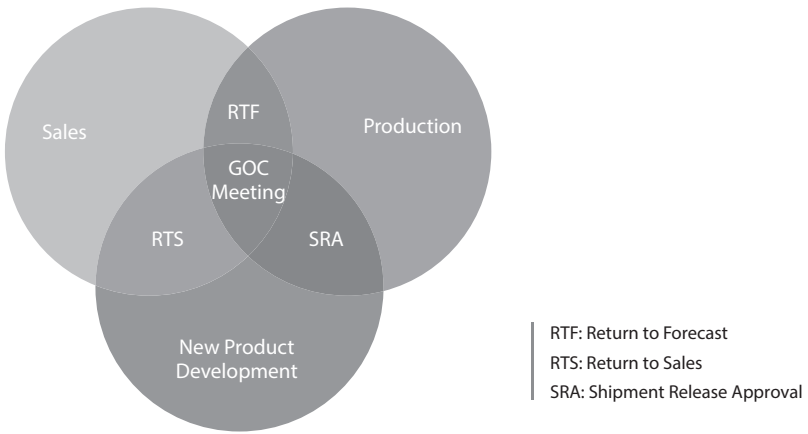 RTF
Sales
Production
GOC
Meeting
RTS
SRA
New Product
Development
RTF: Return to Forecast
RTS: Return to Sales
SRA: Shipment Release Approval